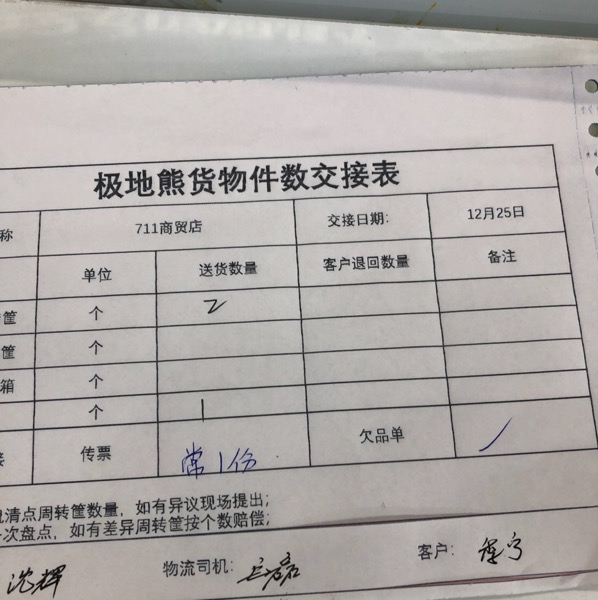 极地熊货物件数交接表
称 711商贸店 交接日期: 12月25日
单位 送货数量 客户退回数量 备注
筐 个 2
筐 个
箱 个
个 1
传票 常1份 欠品单
清点周转筐数量，如有异议现场提出；
次盘点，如有差异周转筐按个数赔偿；
沈辉 物流司机: 客户: